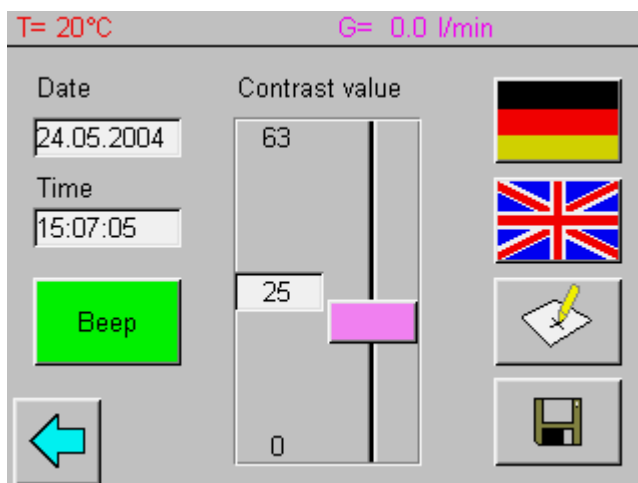 T= 20°C G= 0.0 l/min
Date
24.05.2004
Time
15:07:05
Beep
Contrast value
63
25
0